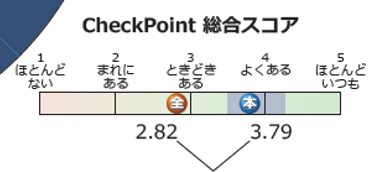 CheckPoint 総合スコア
1 2 3 4 5
ほとんど まれに ときどき よくある ほとんど
ない ある ある いつも
全 本
2.82 3.79